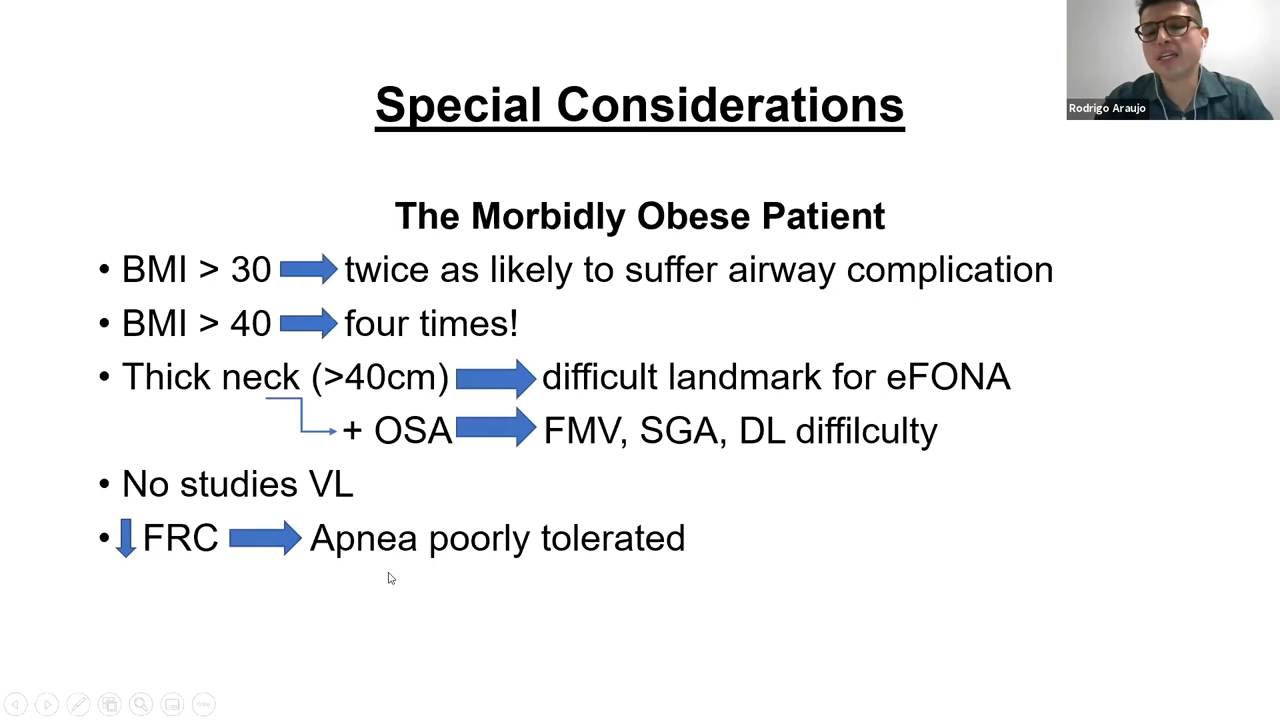 Rodrigo Araujo
Special Considerations
The Morbidly Obese Patient
• BMI > 30 twice as likely to suffer airway complication
• BMI > 40 four times!
• Thick neck (>40cm) difficult landmark for eFONA
+ OSA FMV, SGA, DL diffilculty
• No studies VL
• FRC Apnea poorly tolerated